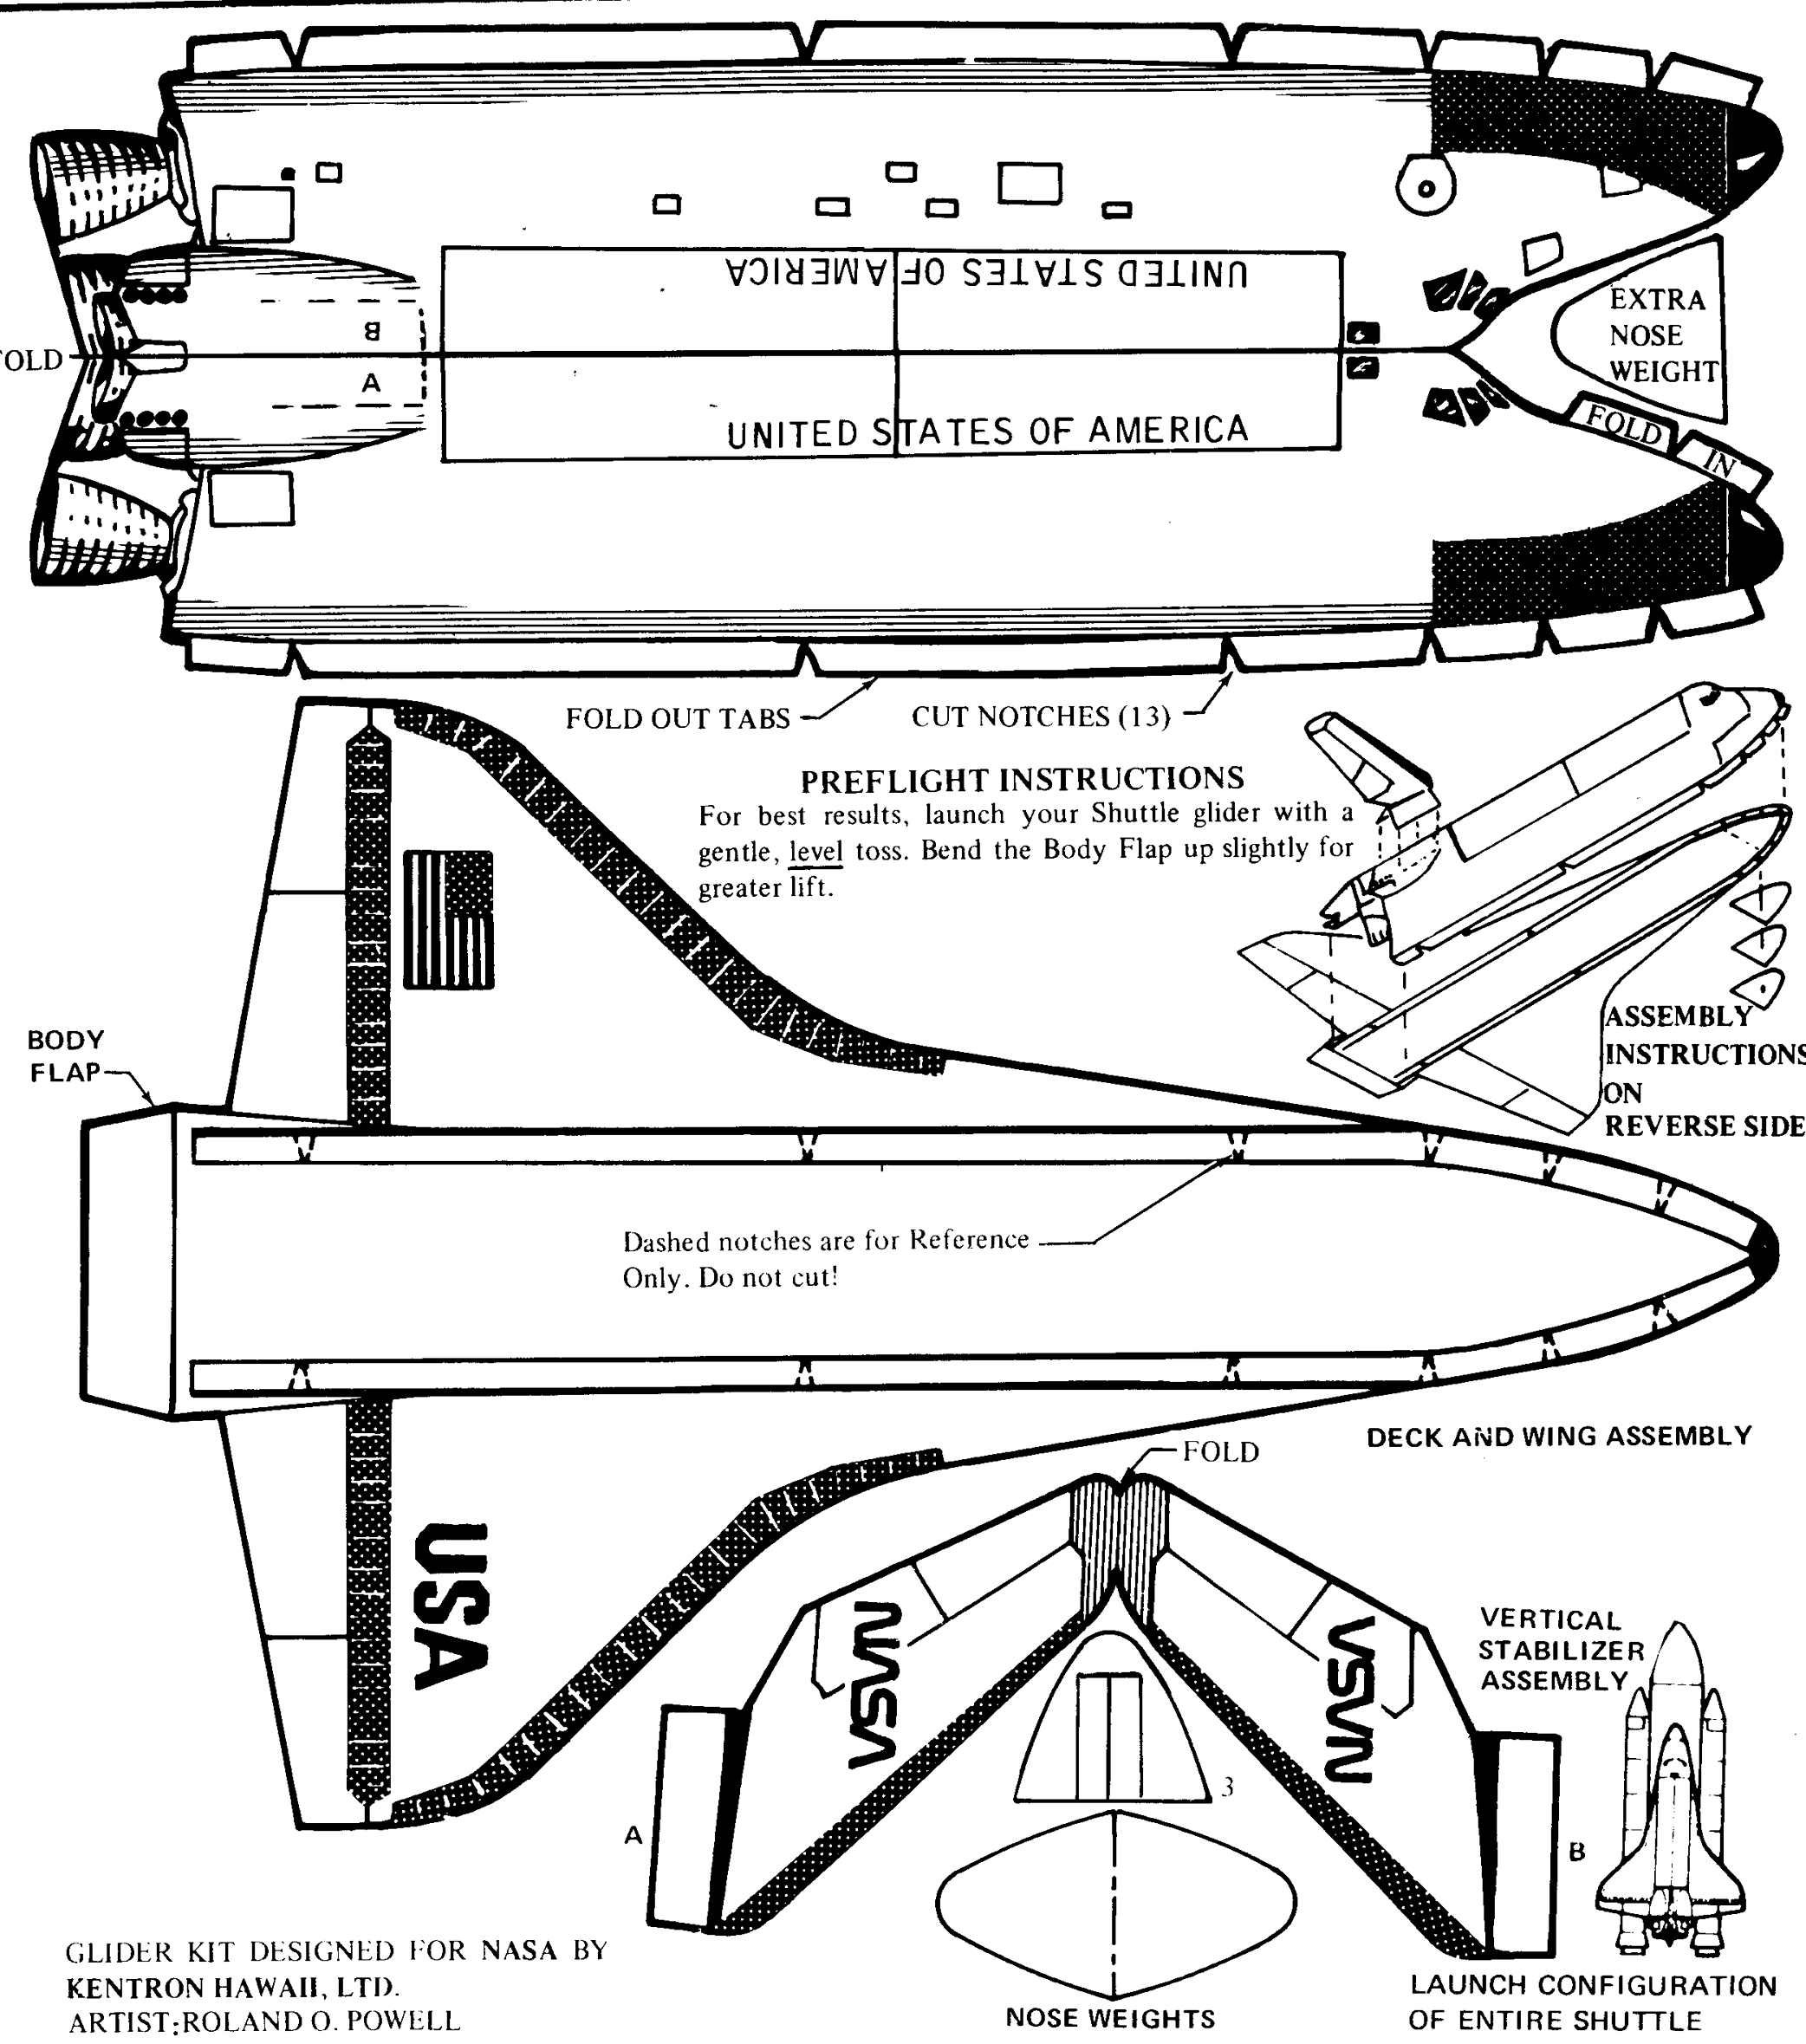 UNITED STATES OF AMERICA
B
FOLD
A
UNITED STATES OF AMERICA
EXTRA
NOSE
WEIGHT
FOLD
IN
FOLD OUT TABS
CUT NOTCHES (13)
PREFLIGHT INSTRUCTIONS
For best results, launch your Shuttle glider with a
gentle, level toss. Bend the Body Flap up slightly for
greater lift.
ASSEMBLY
INSTRUCTIONS
ON
REVERSE SIDE
BODY
FLAP
Dashed notches are for Reference
Only. Do not cut!
DECK AND WING ASSEMBLY
FOLD
USA
NASA
NASA
VERTICAL
STABILIZER
ASSEMBLY
3
A
B
GLIDER KIT DESIGNED FOR NASA BY
KENTRON HAWAII, LTD.
ARTIST:ROLAND O. POWELL
NOSE WEIGHTS
LAUNCH CONFIGURATION
OF ENTIRE SHUTTLE